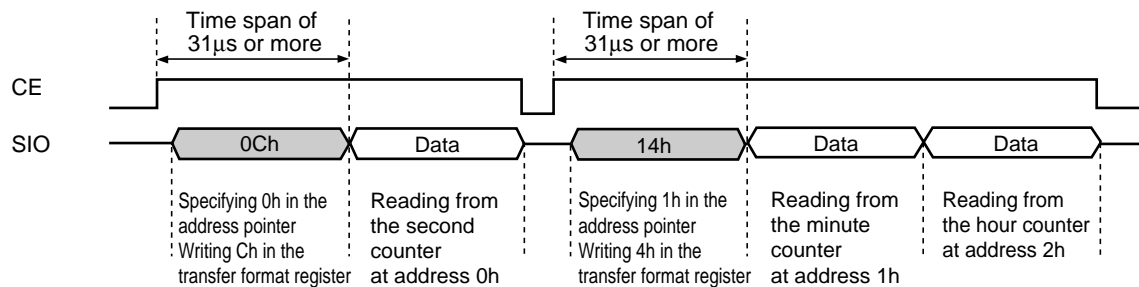 Time span of
31μs or more
Time span of
31μs or more
CE
SIO
0Ch
Data
14h
Data
Data
Specifying 0h in the
address pointer
Writing Ch in the
transfer format register
Reading from
the second
counter
at address 0h
Specifying 1h in the
address pointer
Writing 4h in the
transfer format register
Reading from
the minute
counter
at address 1h
Reading from
the hour counter
at address 2h